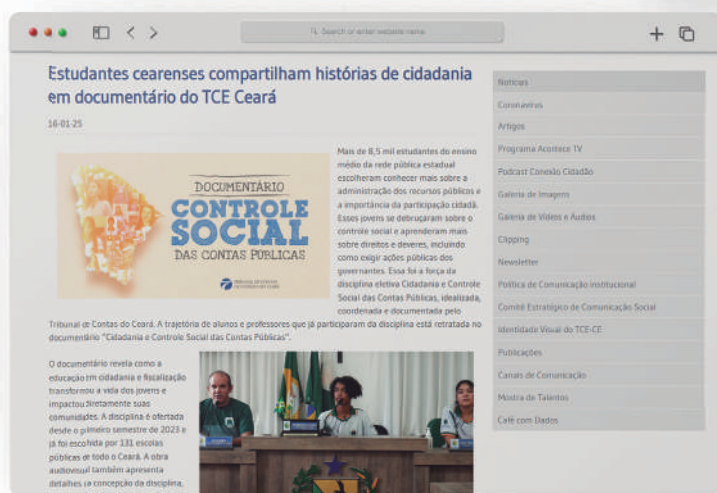 Search or enter website name
Estudantes cearenses compartilham histórias de cidadania
em documentário do TCE Ceará
16-01-25
DOCUMENTÁRIO
CONTROLE
SOCIAL
DAS CONTAS PÚBLICAS
Mais de 8,5 mil estudantes do ensino
médio da rede pública estadual
escolheram conhecer mais sobre a
administração dos recursos públicos e
a importância da participação cidadã.
Esses jovens se debruçaram sobre o
controle social e aprenderam mais
sobre direitos e deveres, incluindo
como exigir ações públicas dos
governantes. Essa foi a força da
disciplina eletiva Cidadania e Controle
Social das Contas Públicas, idealizada,
coordenada e documentada pelo
Tribunal de Contas do Ceará. A trajetória de alunos e professores que já participaram da disciplina está retratada no
documentário "Cidadania e Controle Social das Contas Públicas".
O documentário revela como a
educação em cidadania e fiscalização
transformou a vida dos jovens e
impactou diretamente suas
comunidades. A disciplina é ofertada
desde o primeiro semestre de 2023 e
já foi escolhida por 131 escolas
públicas de todo o Ceará. A obra
audiovisual também apresenta
detalhes da concepção da disciplina,
Notícias
Coronavírus
Artigos
Programa Acontece TV
Podcast Conexão Cidadão
Galeria de Imagens
Galeria de Vídeos e Áudios
Clipping
Newsletter
Política de Comunicação Institucional
Comitê Estratégico de Comunicação Social
Identidade Visual do TCE-CE
Publicações
Canais de Comunicação
Mostra de Talentos
Café com Dados